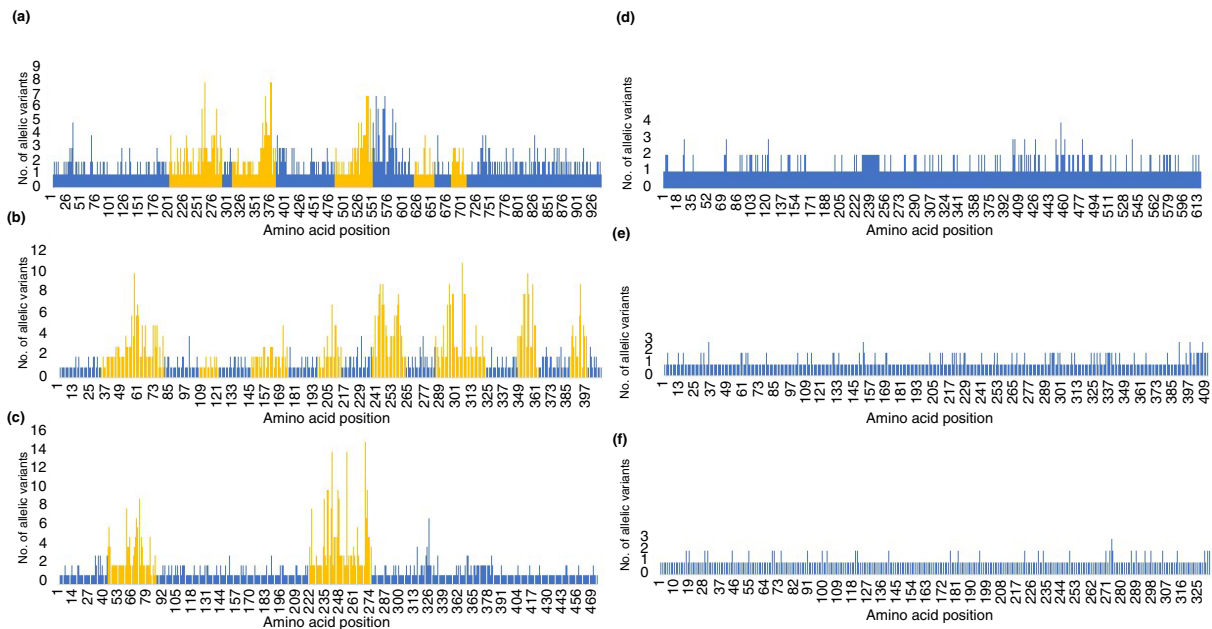 (a)
No. of allelic variants
9
8
7
6
5
4
3
2
1
0
1 26 51 76 101 126 151 176 201 226 251 276 301 326 351 376 401 426 451 476 501 526 551 576 601 626 651 676 701 726 751 776 801 826 851 876 901 926
Amino acid position
(b)
No. of allelic variants
12
10
8
6
4
2
0
1 13 25 37 49 61 73 85 97 109 121 133 145 157 169 181 193 205 217 229 241 253 265 277 289 301 313 325 337 349 361 373 385 397
Amino acid position
(c)
No. of allelic variants
16
14
12
10
8
6
4
2
0
1 14 27 40 53 66 79 92 105 118 131 144 157 170 183 196 209 222 235 248 261 274 287 300 313 326 339 362 365 378 391 404 417 430 443 456 469
Amino acid position
(d)
No. of allelic variants
4
3
2
1
0
1 18 35 52 69 86 103 120 137 154 171 188 205 222 239 256 273 290 307 324 341 358 375 392 409 426 443 460 477 494 511 528 545 562 579 596 613
Amino acid position
(e)
No. of allelic variants
3
2
1
0
1 13 25 37 49 61 73 85 97 109 121 133 145 157 169 181 193 205 217 229 241 253 265 277 289 301 313 325 337 349 361 373 385 397 409
Amino acid position
(f)
No. of allelic variants
3
2
1
0
1 10 19 28 37 46 55 64 73 82 91 100 109 118 127 136 145 154 163 172 181 190 199 208 217 226 235 244 253 262 271 280 289 298 307 316 325
Amino acid position